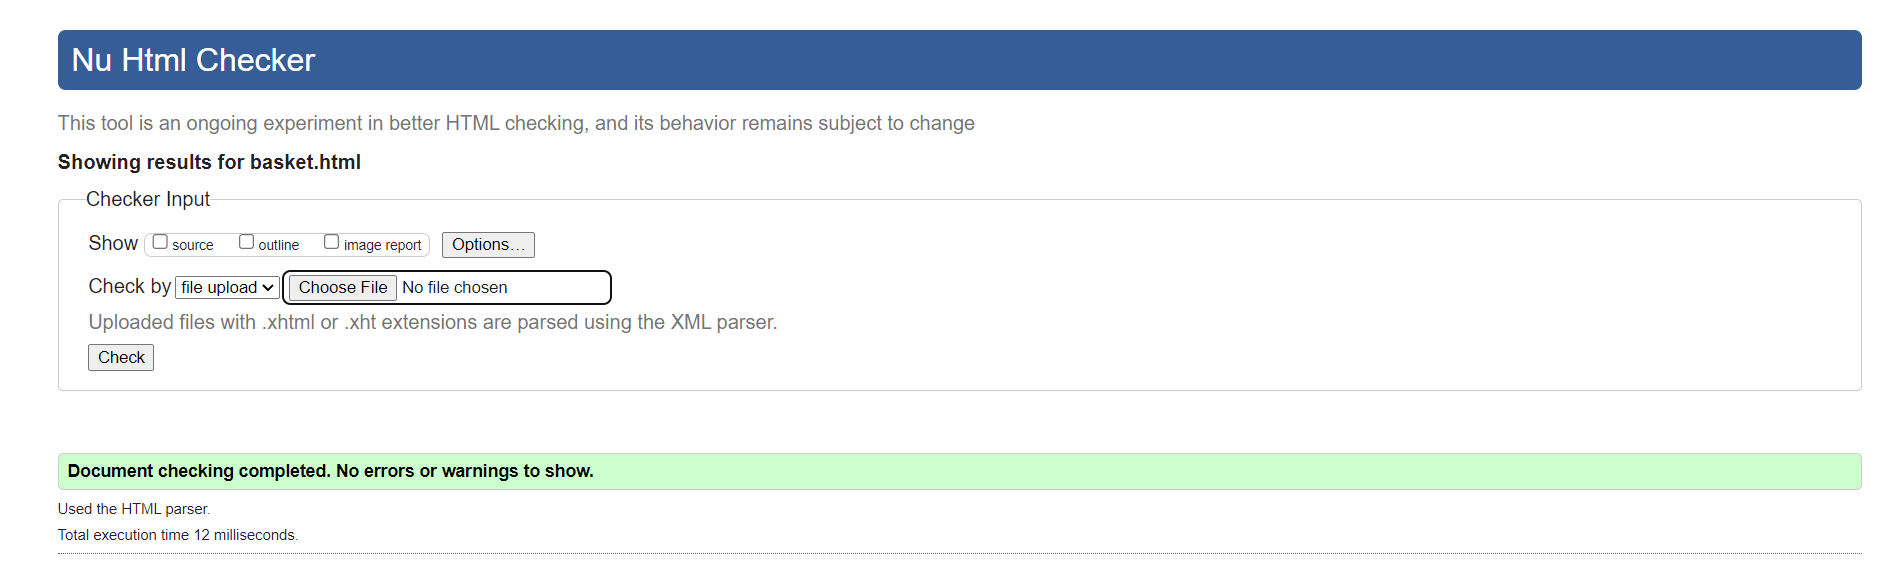 Nu Html Checker
This tool is an ongoing experiment in better HTML checking, and its behavior remains subject to change
Showing results for basket.html
Checker Input
Show source outline image report Options...
Check by file upload Choose File No file chosen
Uploaded files with .xhtml or .xht extensions are parsed using the XML parser.
Check
Document checking completed. No errors or warnings to show.
Used the HTML parser.
Total execution time 12 milliseconds.